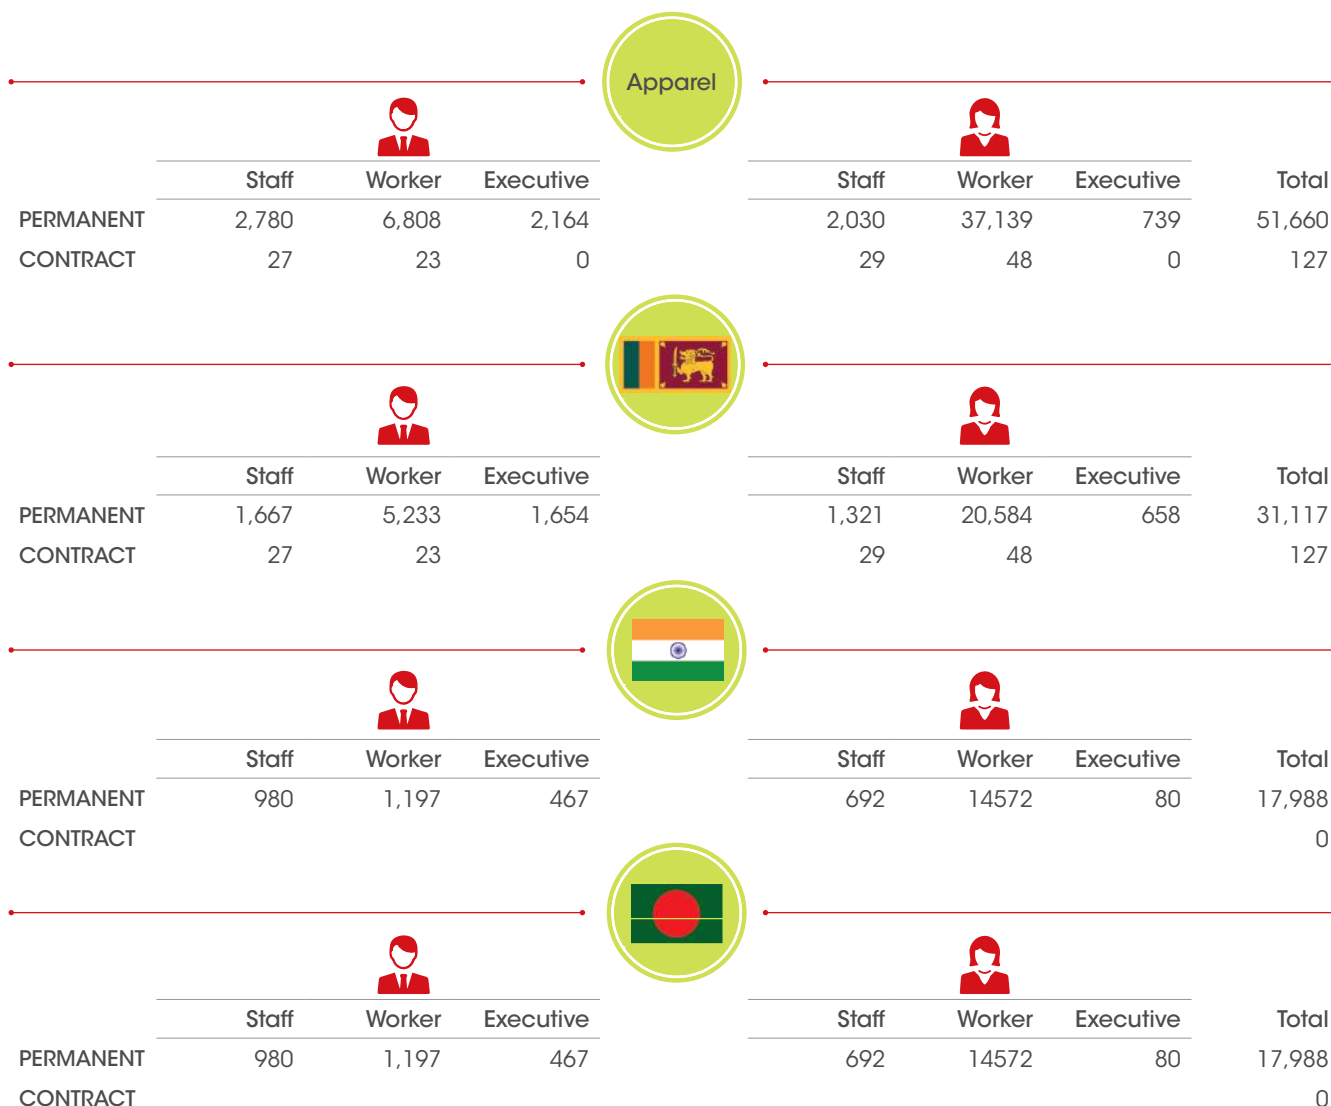 Apparel
Staff Worker Executive Staff Worker Executive Total
PERMANENT 2,780 6,808 2,164 2,030 37,139 739 51,660
CONTRACT 27 23 0 29 48 0 127
Staff Worker Executive Staff Worker Executive Total
PERMANENT 1,667 5,233 1,654 1,321 20,584 658 31,117
CONTRACT 27 23 29 48 127
Staff Worker Executive Staff Worker Executive Total
PERMANENT 980 1,197 467 692 14572 80 17,988
CONTRACT 0
Staff Worker Executive Staff Worker Executive Total
PERMANENT 980 1,197 467 692 14572 80 17,988
CONTRACT 0